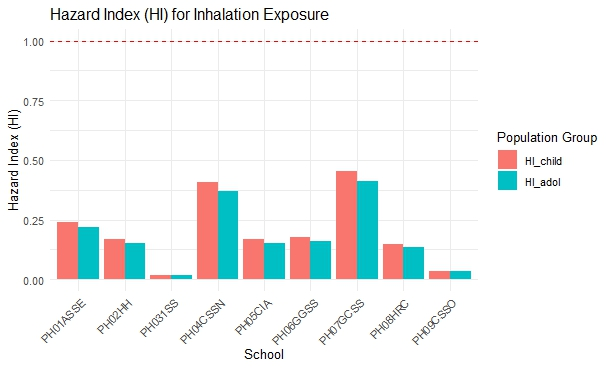 Hazard Index (HI) for Inhalation Exposure
1.00
0.75
0.50
0.25
0.00
Hazard Index (HI)
PH01ASSE
PH02HH
PH031SS
PH04CSSN
PH05CIA
PH06GGSS
PH07GCSS
PH08HRC
PH09CSSO
School
Population Group
HI_child
HI_adol